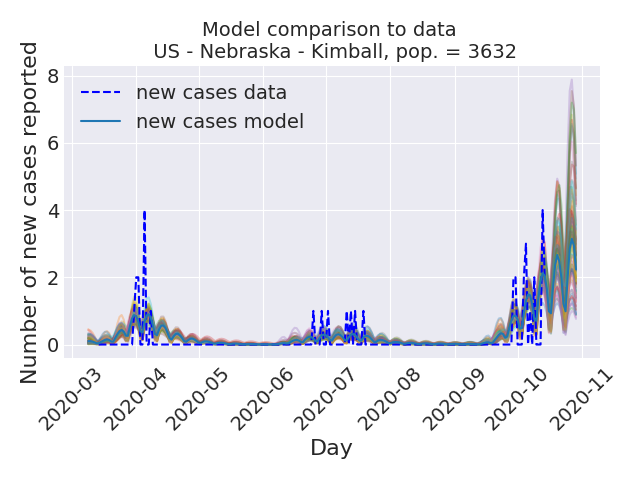 Model comparison to data
US - Nebraska - Kimball, pop. = 3632
Number of new cases reported
8
6
4
2
0
new cases data
new cases model
2020-03
2020-04
2020-05
2020-06
2020-07
2020-08
2020-09
2020-10
2020-11
Day